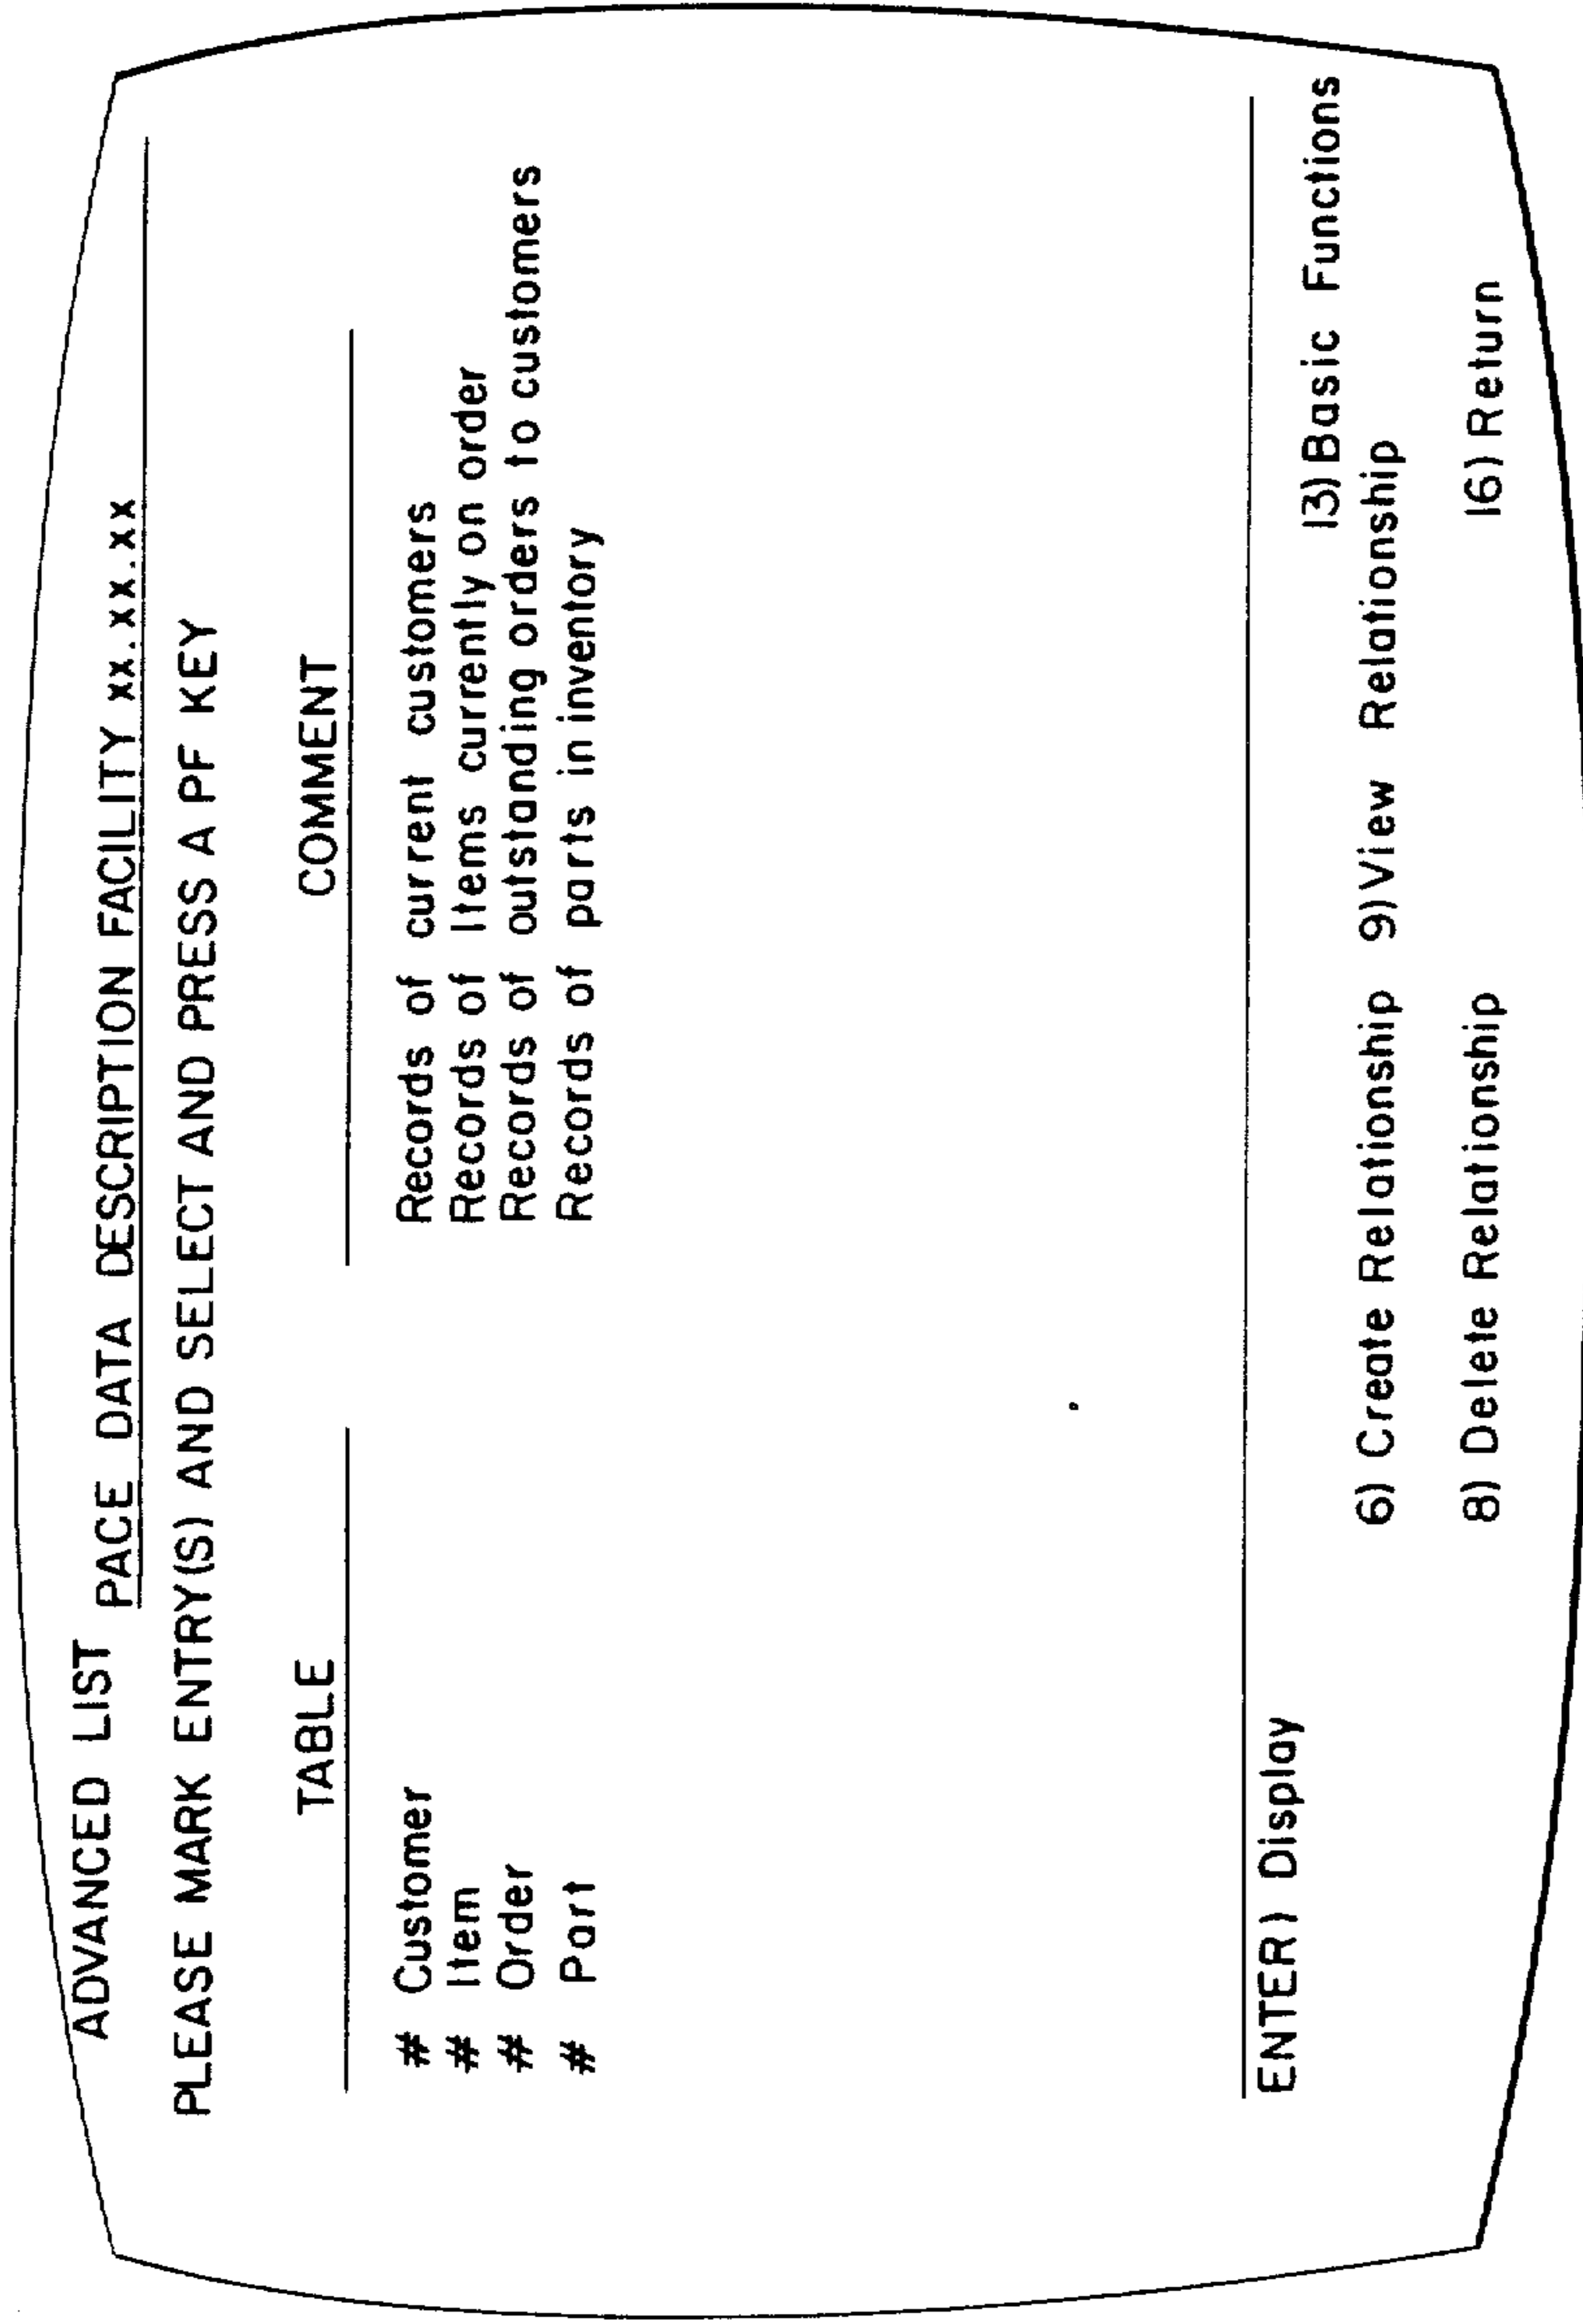 ADVANCED LIST
PACE DATA DESCRIPTION FACILITY xx.xx.xx
PLEASE MARK ENTRY(S) AND SELECT AND PRESS A PF KEY
TABLE COMMENT
# Customer Records of current customers
# Item Records of Items currently on order
# Order Records of outstanding orders to customers
# Part Records of parts in inventory
ENTER) Display
13) Basic Functions
6) Create Relationship 9) View Relationship
8) Delete Relationship 16) Return